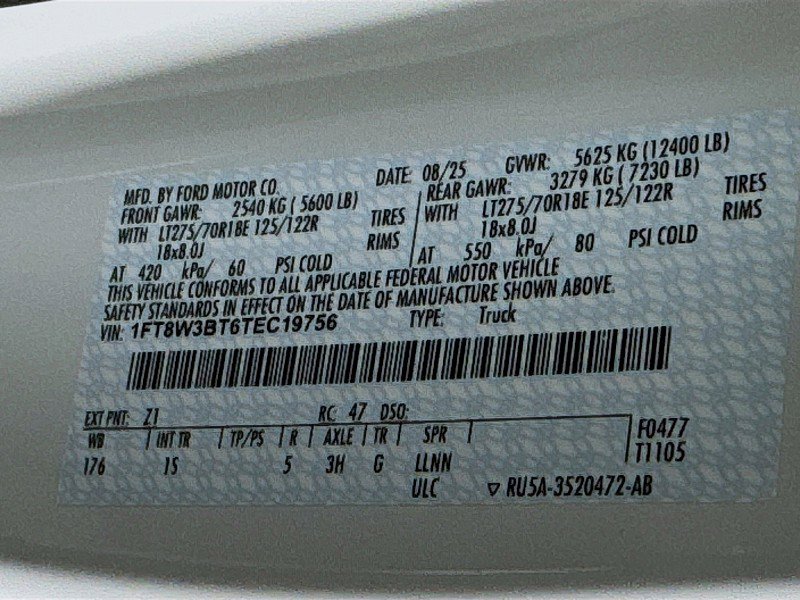 MFD. BY FORD MOTOR CO.
DATE: 08/25 GVWR: 5625 KG (12400 LB)
FRONT GAWR: 2540 KG ( 5600 LB)
REAR GAWR: 3279 KG ( 7230 LB)
WITH LT275/70R18E 125/122R TIRES
WITH LT275/70R18E 125/122R TIRES
18x8.0J RIMS
18x8.0J RIMS
AT 420 kPa/ 60 PSI COLD
AT 550 kPa/ 80 PSI COLD
THIS VEHICLE CONFORMS TO ALL APPLICABLE FEDERAL MOTOR VEHICLE
SAFETY STANDARDS IN EFFECT ON THE DATE OF MANUFACTURE SHOWN ABOVE.
VIN: 1FT8W3BT6TEC19756 TYPE: Truck
EXT PNT: Z1 RC: 47 DSO:
WB INT TR TP/PS R AXLE TR SPR F0477
176 1S 5 3H G LLNN T1105
ULC ▽ RU5A-3520472-AB